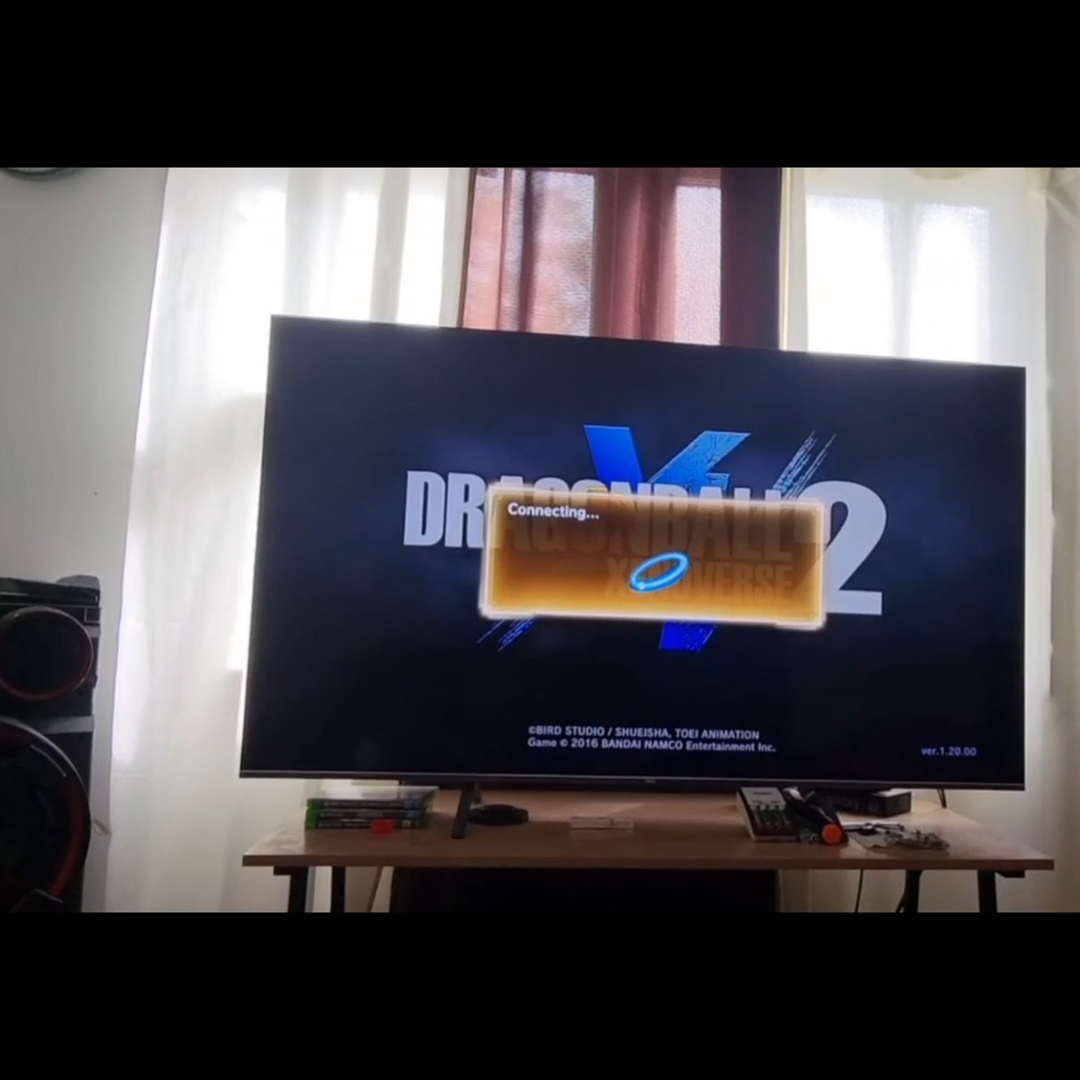 DRAGONBALL 2
XENOVERSE
Connecting...
©BIRD STUDIO / SHUEISHA, TOEI ANIMATION
Game © 2016 BANDAI NAMCO Entertainment Inc.
ver.1.20.00